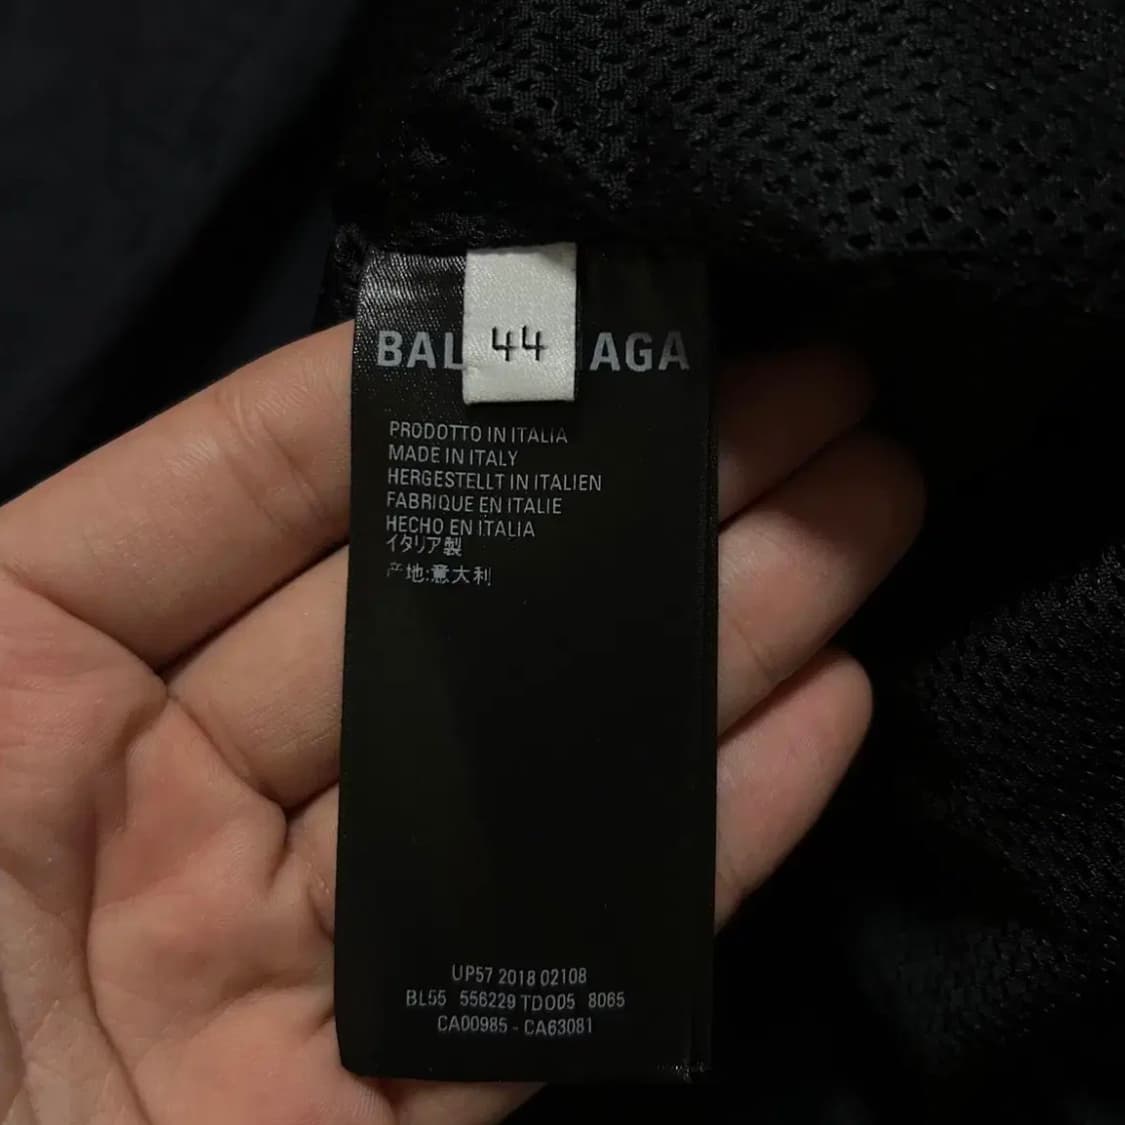 44
BAL AGA
PRODOTTO IN ITALIA
MADE IN ITALY
HERGESTELLT IN ITALIEN
FABRIQUE EN ITALIE
HECHO EN ITALIA
イタリア製
产地:意大利
UP57 2018 02108
BL55 556229 TDO05 8065
CA00985 - CA63081